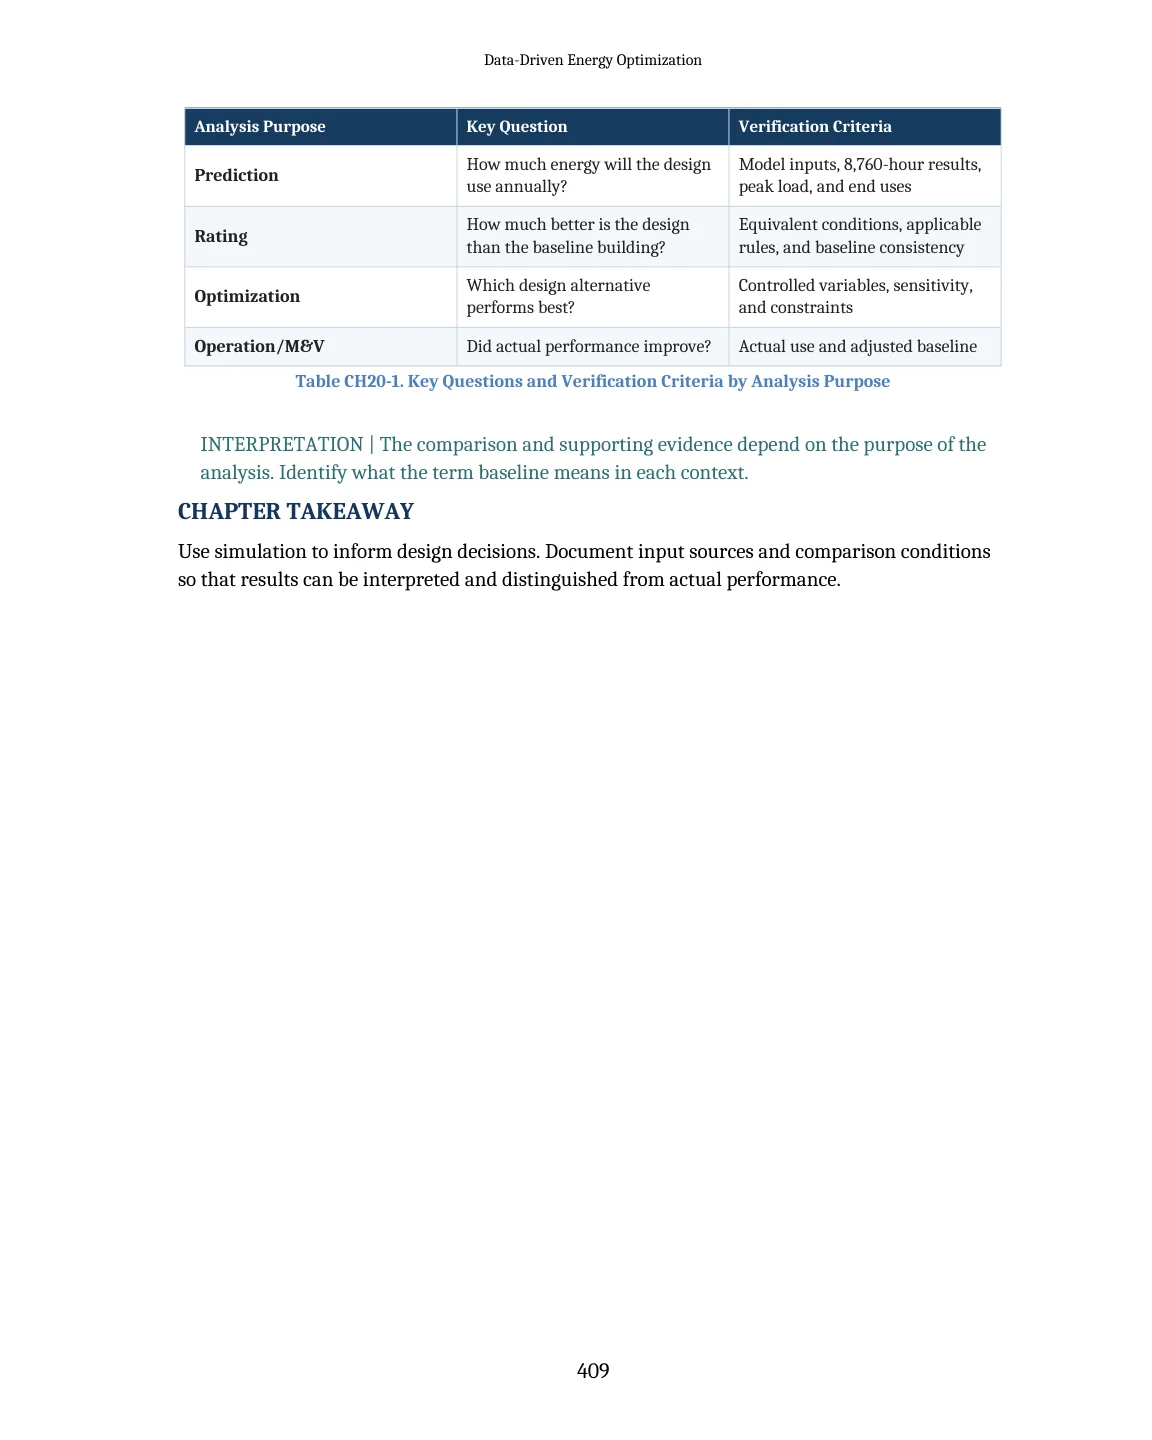 Data-Driven Energy Optimization
Analysis Purpose
Key Question
Verification Criteria
Prediction
How much energy will the design
use annually?
Model inputs, 8,760-hour results,
peak load, and end uses
Rating
How much better is the design
than the baseline building?
Equivalent conditions, applicable
rules, and baseline consistency
Optimization
Which design alternative
performs best?
Controlled variables, sensitivity,
and constraints
Operation/M&V
Did actual performance improve?
Actual use and adjusted baseline
Table CH20-1. Key Questions and Verification Criteria by Analysis Purpose
INTERPRETATION | The comparison and supporting evidence depend on the purpose of the
analysis. Identify what the term baseline means in each context.
CHAPTER TAKEAWAY
Use simulation to inform design decisions. Document input sources and comparison conditions
so that results can be interpreted and distinguished from actual performance.
409